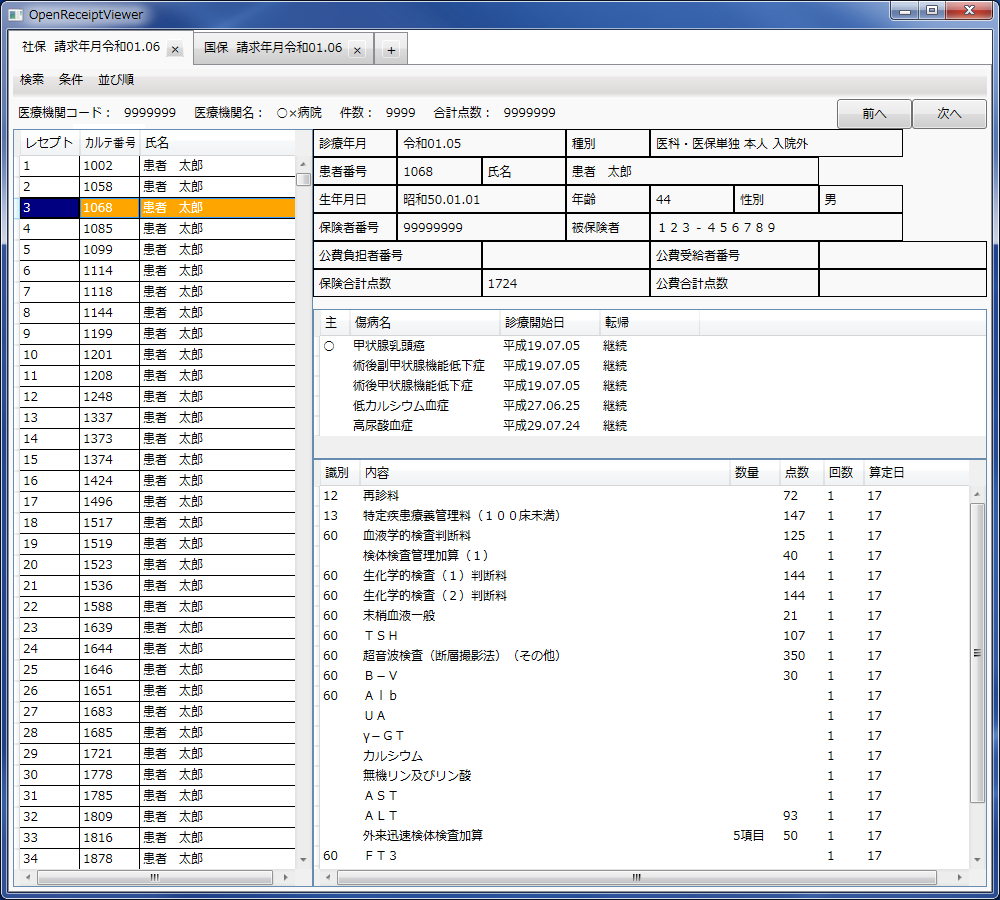 OpenReceiptViewer
社保 請求年月令和01.06 × 国保 請求年月令和01.06 × +
検索 条件 並び順
医療機関コード： 9999999 医療機関名： ○×病院 件数： 9999 合計点数： 9999999 前へ 次へ
レセプト カルテ番号 氏名
1 1002 患者 太郎
2 1058 患者 太郎
3 1068 患者 太郎
4 1085 患者 太郎
5 1099 患者 太郎
6 1114 患者 太郎
7 1118 患者 太郎
8 1144 患者 太郎
9 1199 患者 太郎
10 1201 患者 太郎
11 1208 患者 太郎
12 1248 患者 太郎
13 1337 患者 太郎
14 1373 患者 太郎
15 1374 患者 太郎
16 1424 患者 太郎
17 1496 患者 太郎
18 1517 患者 太郎
19 1519 患者 太郎
20 1523 患者 太郎
21 1536 患者 太郎
22 1588 患者 太郎
23 1639 患者 太郎
24 1644 患者 太郎
25 1646 患者 太郎
26 1651 患者 太郎
27 1683 患者 太郎
28 1685 患者 太郎
29 1721 患者 太郎
30 1778 患者 太郎
31 1785 患者 太郎
32 1809 患者 太郎
33 1816 患者 太郎
34 1878 患者 太郎
診療年月 令和01.05 種別 医科・医保単独 本人 入院外
患者番号 1068 氏名 患者 太郎
生年月日 昭和50.01.01 年齢 44 性別 男
保険者番号 99999999 被保険者 １２３－４５６７８９
公費負担者番号 公費受給者番号
保険合計点数 1724 公費合計点数
主 傷病名 診療開始日 転帰
○ 甲状腺乳頭癌 平成19.07.05 継続
術後副甲状腺機能低下症 平成19.07.05 継続
術後甲状腺機能低下症 平成19.07.05 継続
低カルシウム血症 平成27.06.25 継続
高尿酸血症 平成29.07.24 継続
識別 内容 数量 点数 回数 算定日
12 再診料 72 1 17
13 特定疾患療養管理料（１００床未満） 147 1 17
60 血液学的検査判断料 125 1 17
検体検査管理加算（１） 40 1 17
60 生化学的検査（１）判断料 144 1 17
60 生化学的検査（２）判断料 144 1 17
60 末梢血液一般 21 1 17
60 ＴＳＨ 107 1 17
60 超音波検査（断層撮影法）（その他） 350 1 17
60 Ｂ－Ｖ 30 1 17
60 Ａｌｂ 1 17
ＵＡ 1 17
γ－ＧＴ 1 17
カルシウム 1 17
無機リン及びリン酸 1 17
ＡＳＴ 1 17
ＡＬＴ 93 1 17
外来迅速検体検査加算 5項目 50 1 17
60 ＦＴ３ 1 17